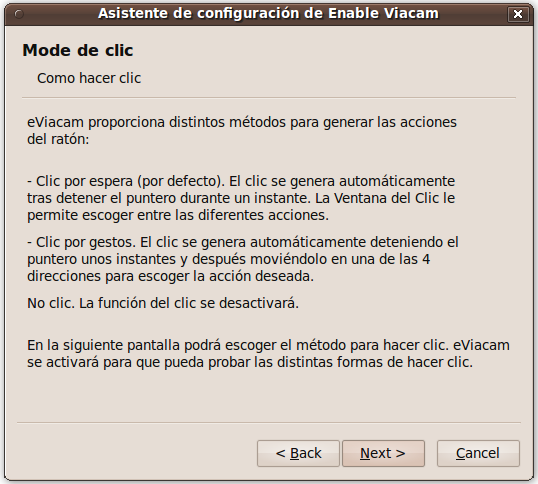 Asistente de configuración de Enable Viacam
Mode de clic
Como hacer clic
eViacam proporciona distintos métodos para generar las acciones
del ratón:
- Clic por espera (por defecto). El clic se genera automáticamente
tras detener el puntero durante un instante. La Ventana del Clic le
permite escoger entre las diferentes acciones.
- Clic por gestos. El clic se genera automáticamente deteniendo el
puntero unos instantes y después moviéndolo en una de las 4
direcciones para escoger la acción deseada.
No clic. La función del clic se desactivará.
En la siguiente pantalla podrá escoger el método para hacer clic. eViacam
se activará para que pueda probar las distintas formas de hacer clic.
< Back Next > Cancel